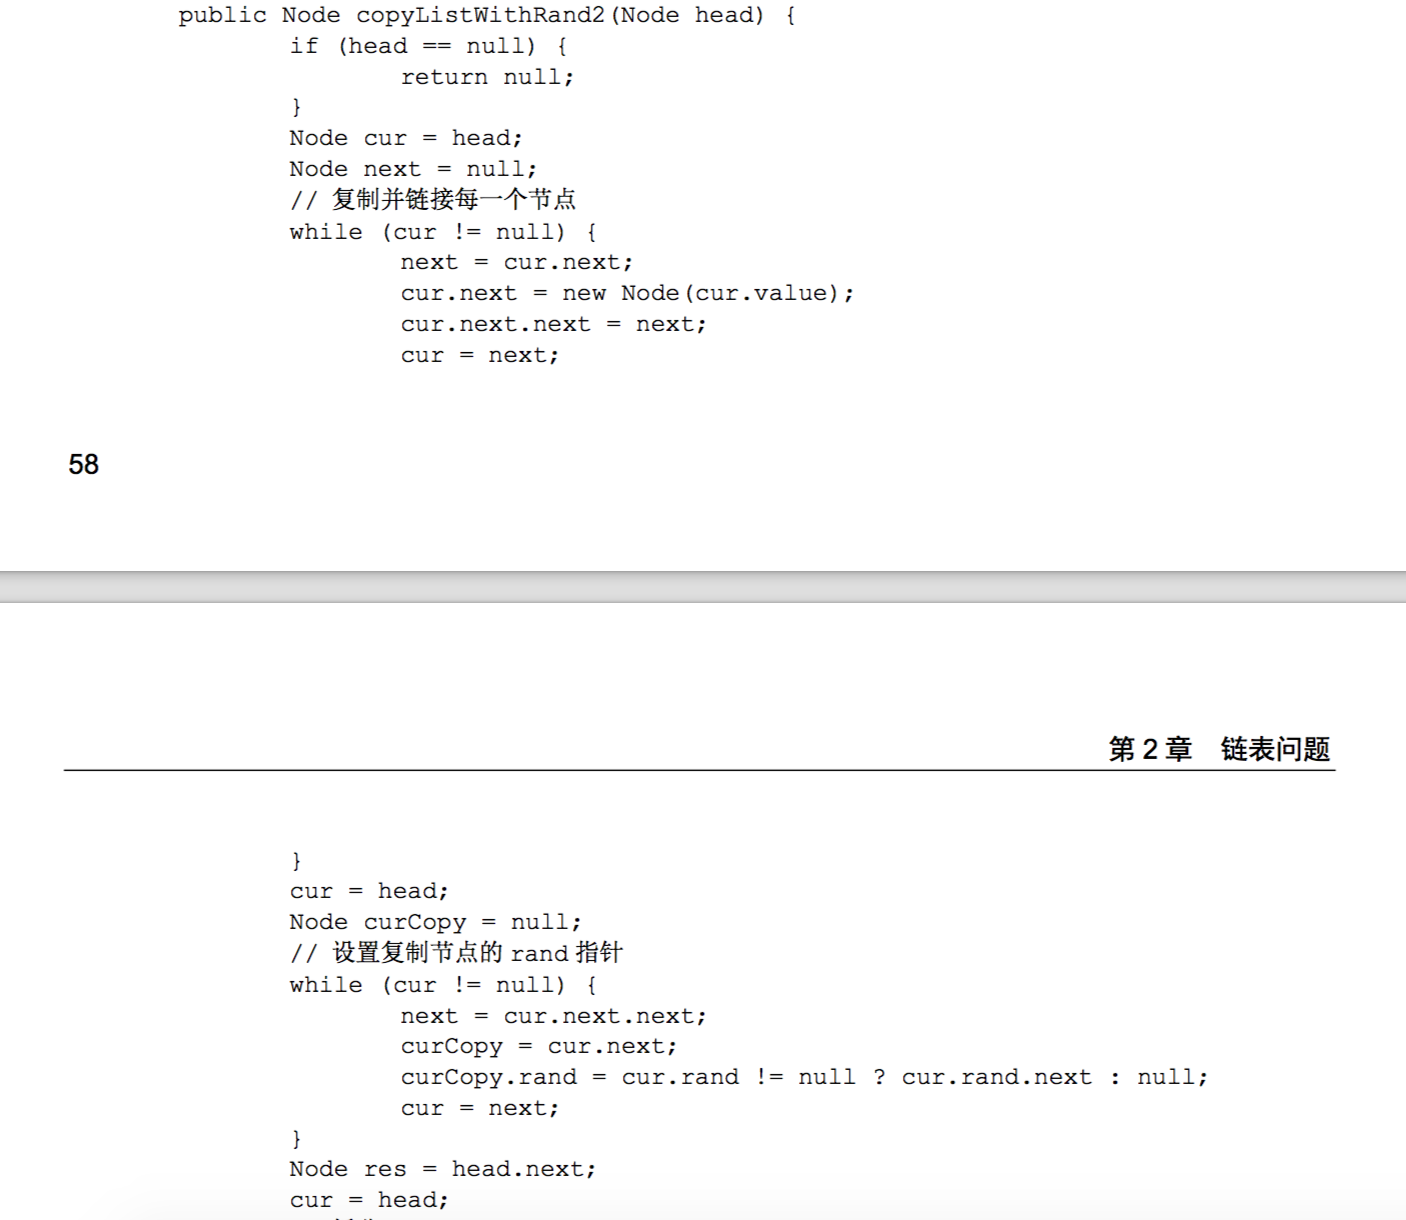 public Node copyListWithRand2(Node head) {
if (head == null) {
return null;
}
Node cur = head;
Node next = null;
// 复制并链接每一个节点
while (cur != null) {
next = cur.next;
cur.next = new Node(cur.value);
cur.next.next = next;
cur = next;
58
第 2 章 链表问题
}
cur = head;
Node curCopy = null;
// 设置复制节点的 rand 指针
while (cur != null) {
next = cur.next.next;
curCopy = cur.next;
curCopy.rand = cur.rand != null ? cur.rand.next : null;
cur = next;
}
Node res = head.next;
cur = head;